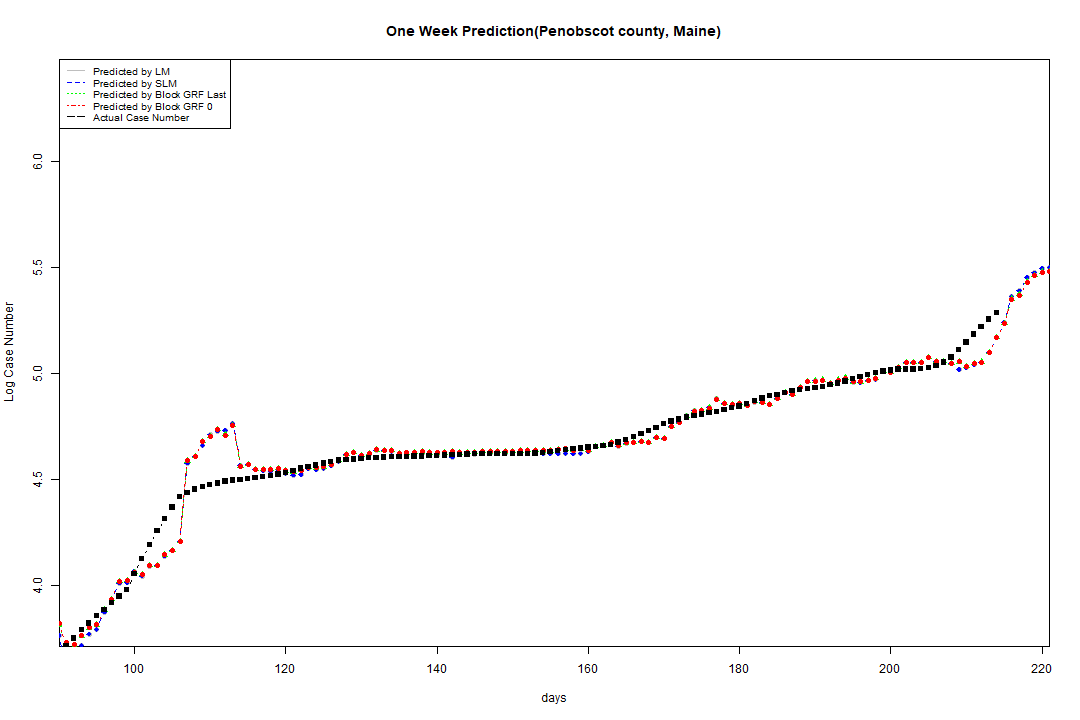 One Week Prediction(Penobscot county, Maine)
Predicted by LM
Predicted by SLM
Predicted by Block GRF Last
Predicted by Block GRF 0
Actual Case Number
6.0
5.5
5.0
4.5
4.0
Log Case Number
100 120 140 160 180 200 220
days